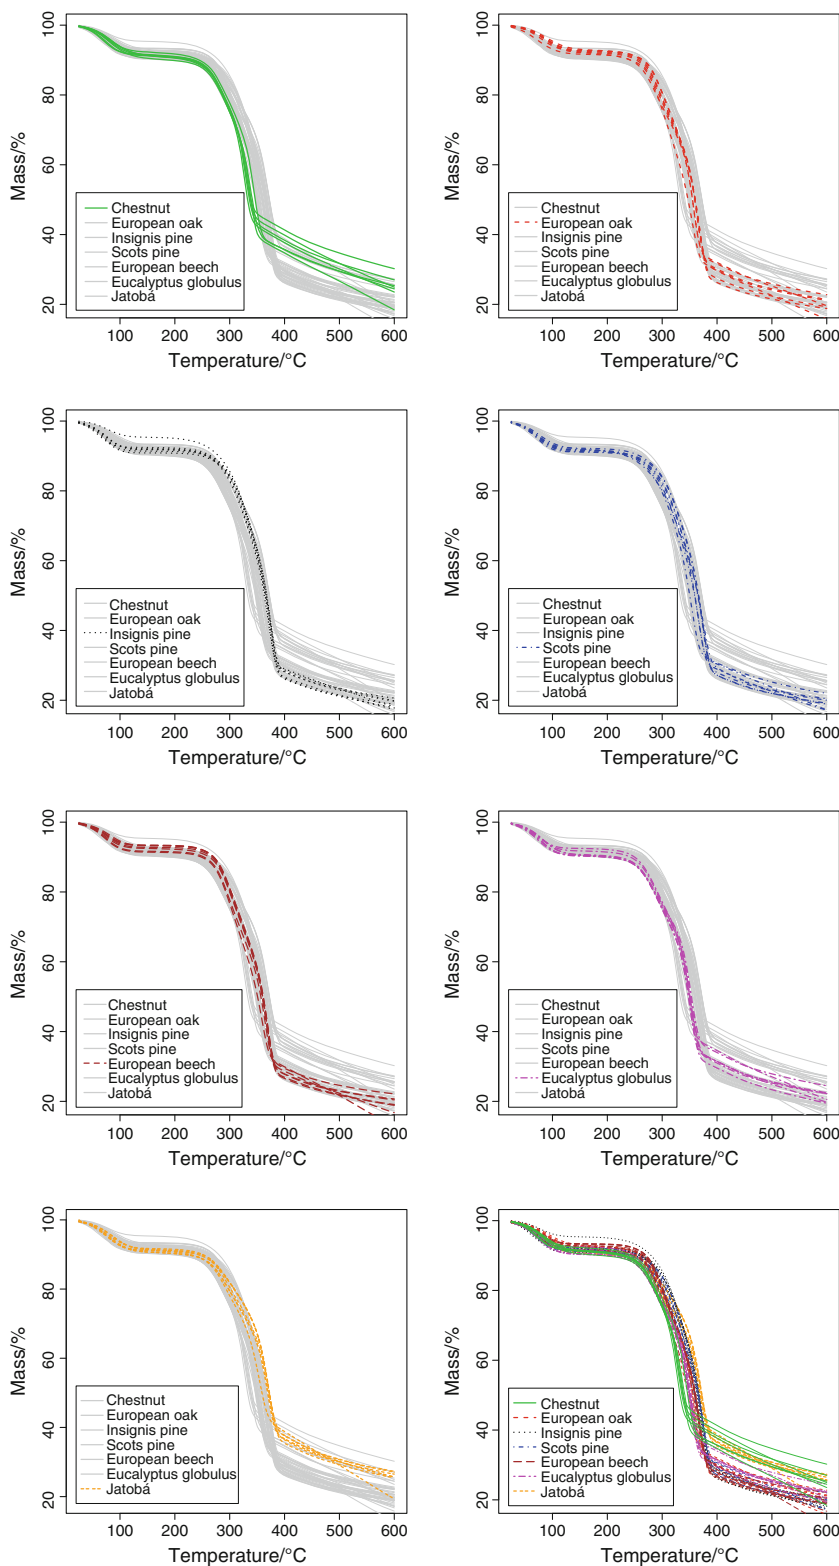 100
80
60
40
20
Mass/%
Chestnut
European oak
Insignis pine
Scots pine
European beech
Eucalyptus globulus
Jatobá
100 200 300 400 500 600
Temperature/°C
100
80
60
40
20
Mass/%
Chestnut
European oak
Insignis pine
Scots pine
European beech
Eucalyptus globulus
Jatobá
100 200 300 400 500 600
Temperature/°C
100
80
60
40
20
Mass/%
Chestnut
European oak
Insignis pine
Scots pine
European beech
Eucalyptus globulus
Jatobá
100 200 300 400 500 600
Temperature/°C
100
80
60
40
20
Mass/%
Chestnut
European oak
Insignis pine
Scots pine
European beech
Eucalyptus globulus
Jatobá
100 200 300 400 500 600
Temperature/°C
100
80
60
40
20
Mass/%
Chestnut
European oak
Insignis pine
Scots pine
European beech
Eucalyptus globulus
Jatobá
100 200 300 400 500 600
Temperature/°C
100
80
60
40
20
Mass/%
Chestnut
European oak
Insignis pine
Scots pine
European beech
Eucalyptus globulus
Jatobá
100 200 300 400 500 600
Temperature/°C
100
80
60
40
20
Mass/%
Chestnut
European oak
Insignis pine
Scots pine
European beech
Eucalyptus globulus
Jatobá
100 200 300 400 500 600
Temperature/°C
100
80
60
40
20
Mass/%
Chestnut
European oak
Insignis pine
Scots pine
European beech
Eucalyptus globulus
Jatobá
100 200 300 400 500 600
Temperature/°C